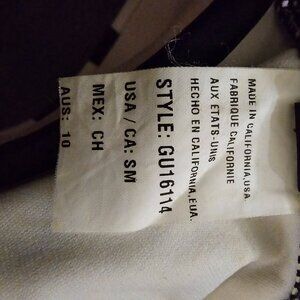 MADE IN CALIFORNIA, USA
FABRIQUE CALIFORNIE
AUX ETATS-UNIS
HECHO EN CALIFORNIA, EUA.
STYLE: GU16114
USA / CA: SM
MEX: CH
AUS: 10